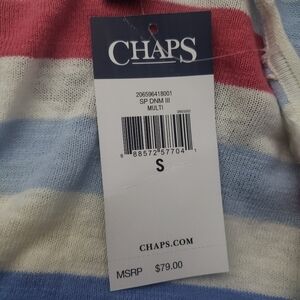 CHAPS
206596418001
SP DNM III
MULTI
8 88572 57704 1
S
CHAPS.COM
MSRP $79.00